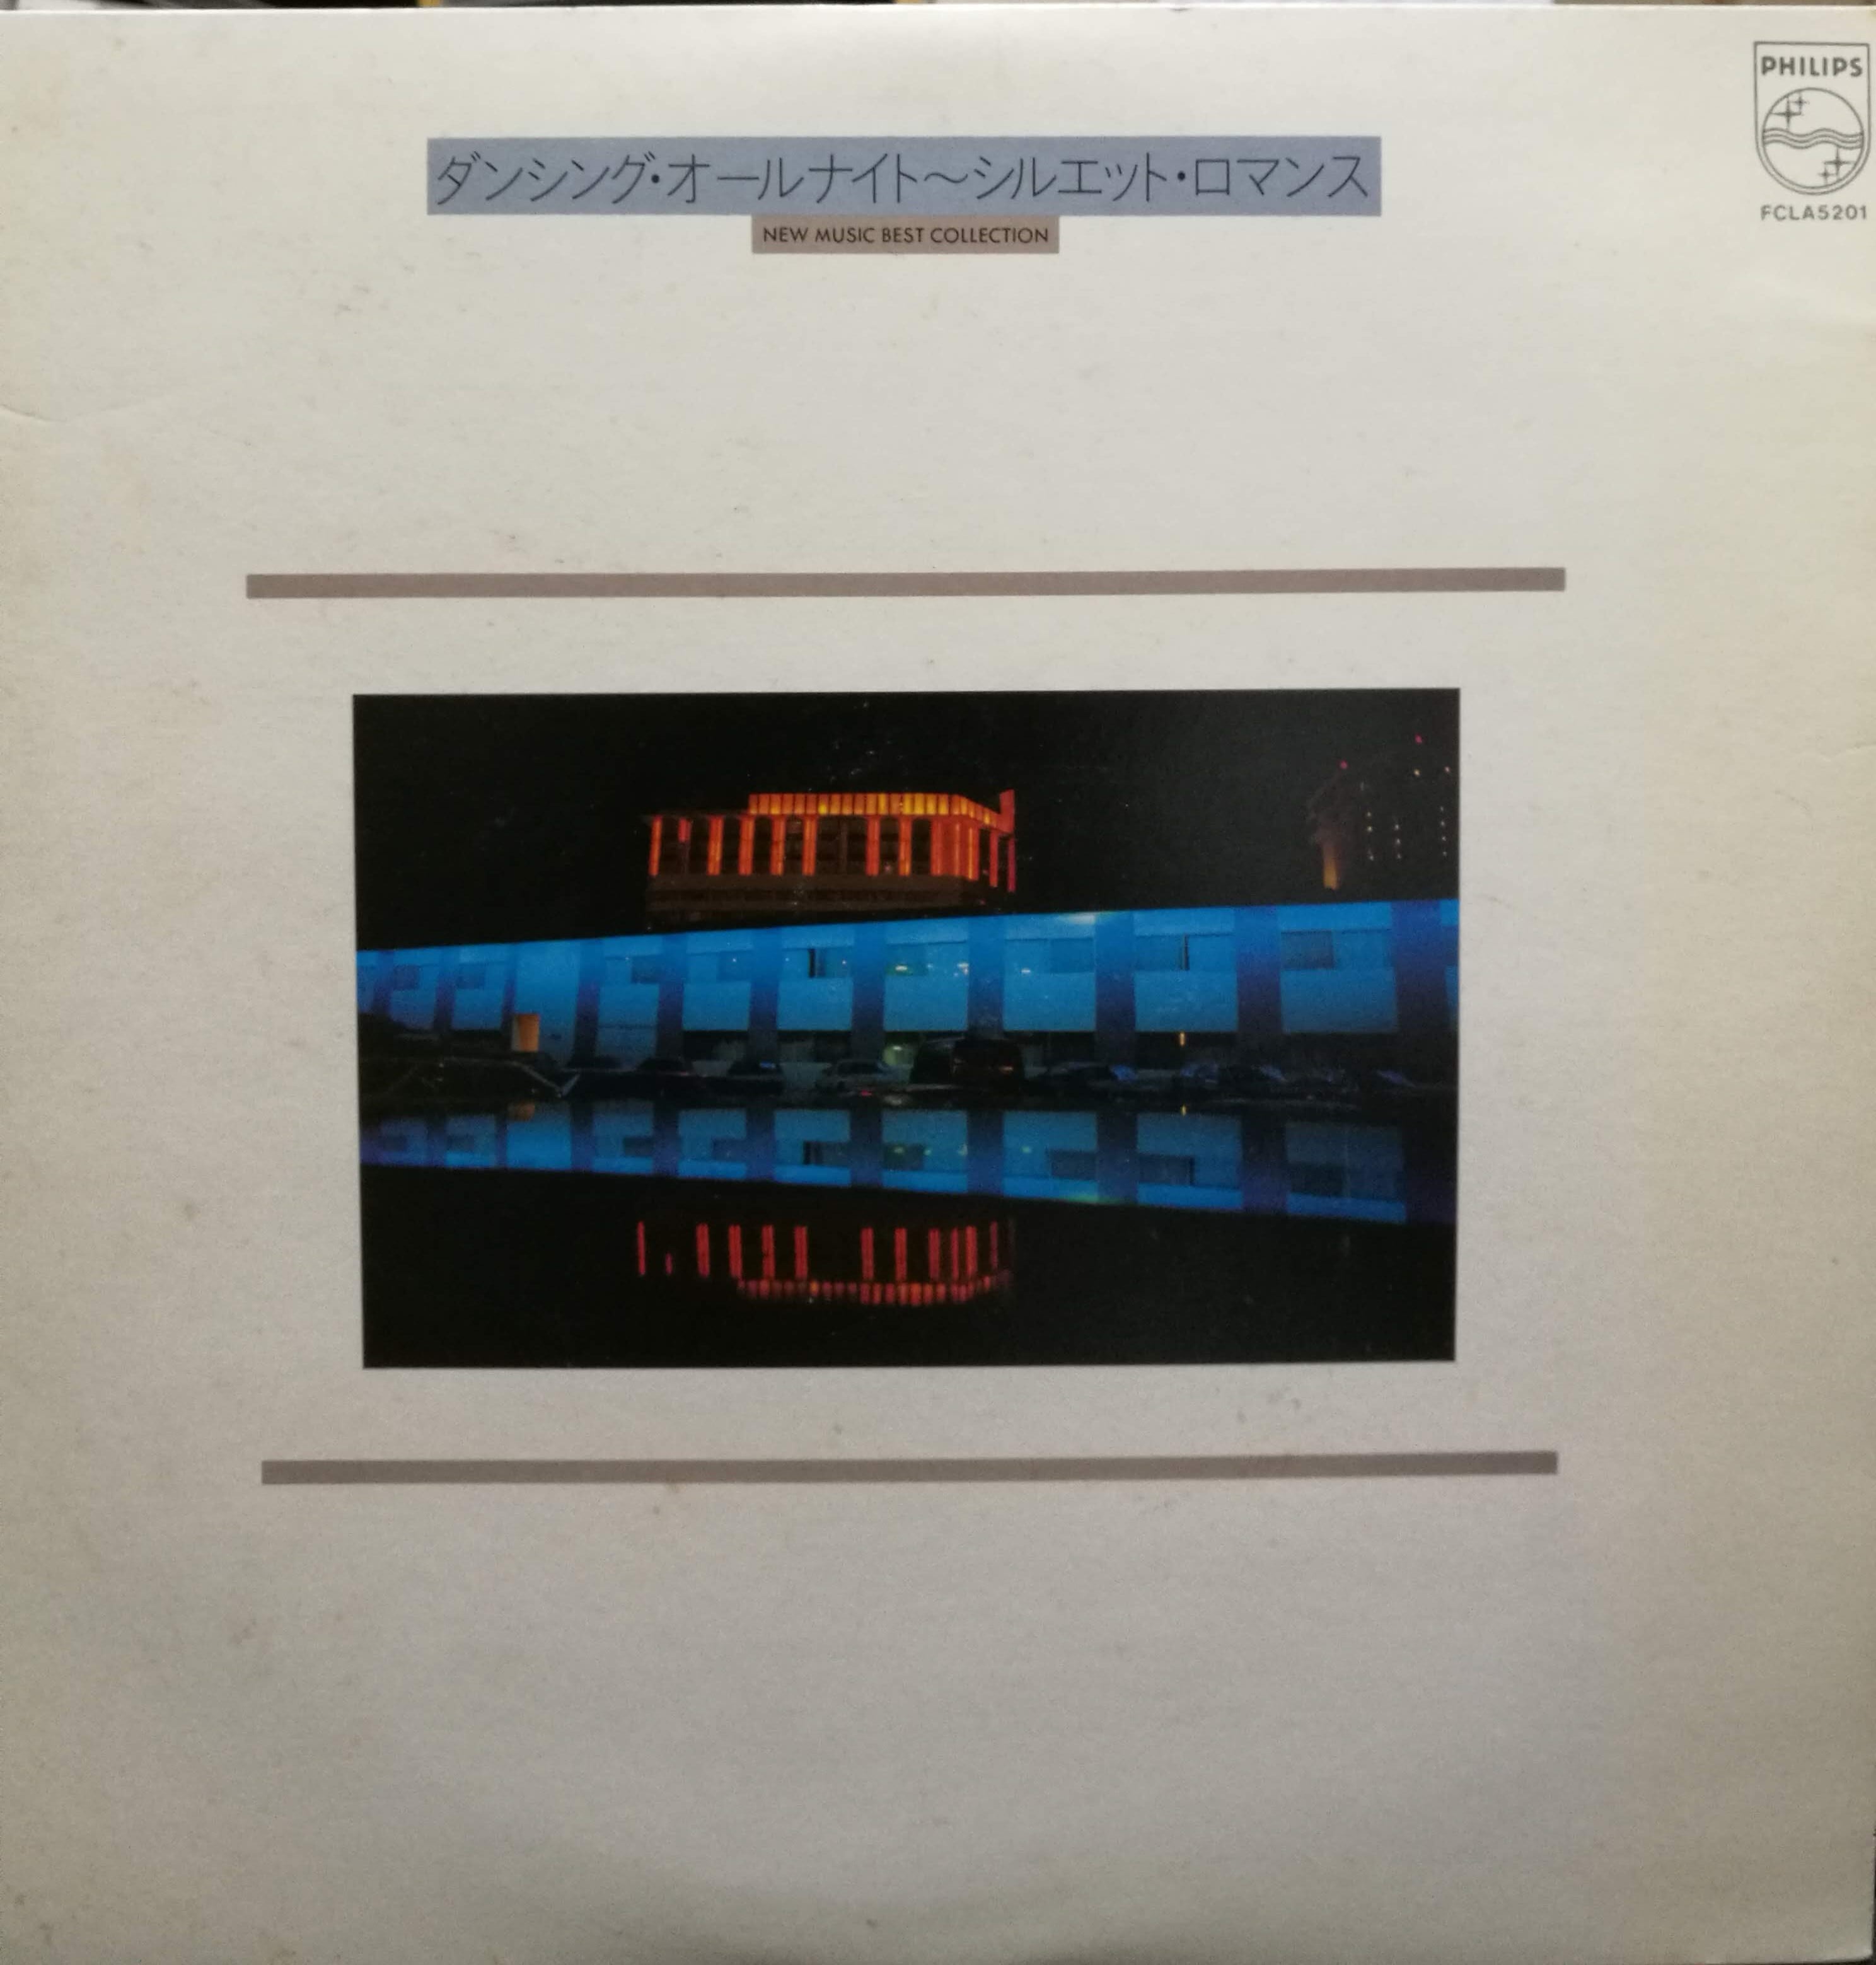 PHILIPS
FCLA5201
ダンシング・オールナイト〜シルエット・ロマンス
NEW MUSIC BEST COLLECTION